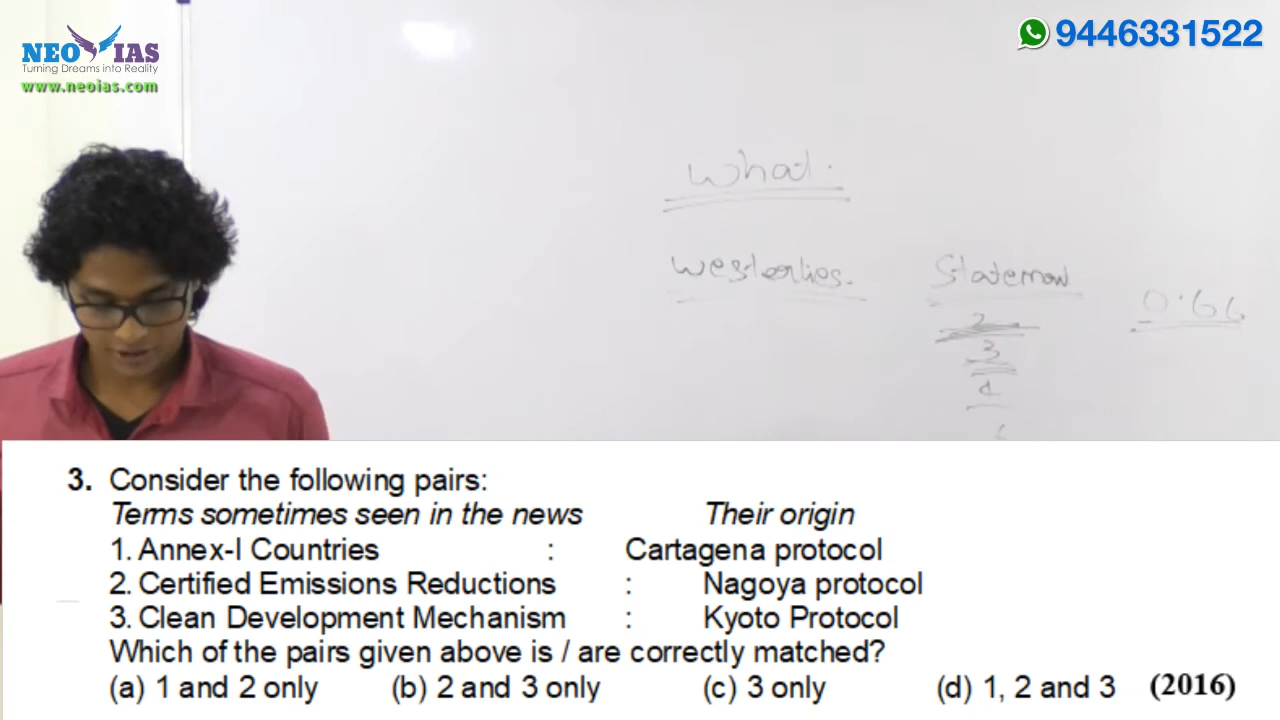 NEO IAS
Turning Dreams into Reality
www.neoias.com
9446331522
What.
Westerlies.
0.66
2
3
4
3. Consider the following pairs:
Terms sometimes seen in the news Their origin
1. Annex-I Countries : Cartagena protocol
2. Certified Emissions Reductions : Nagoya protocol
3. Clean Development Mechanism : Kyoto Protocol
Which of the pairs given above is / are correctly matched?
(a) 1 and 2 only (b) 2 and 3 only (c) 3 only (d) 1, 2 and 3 (2016)